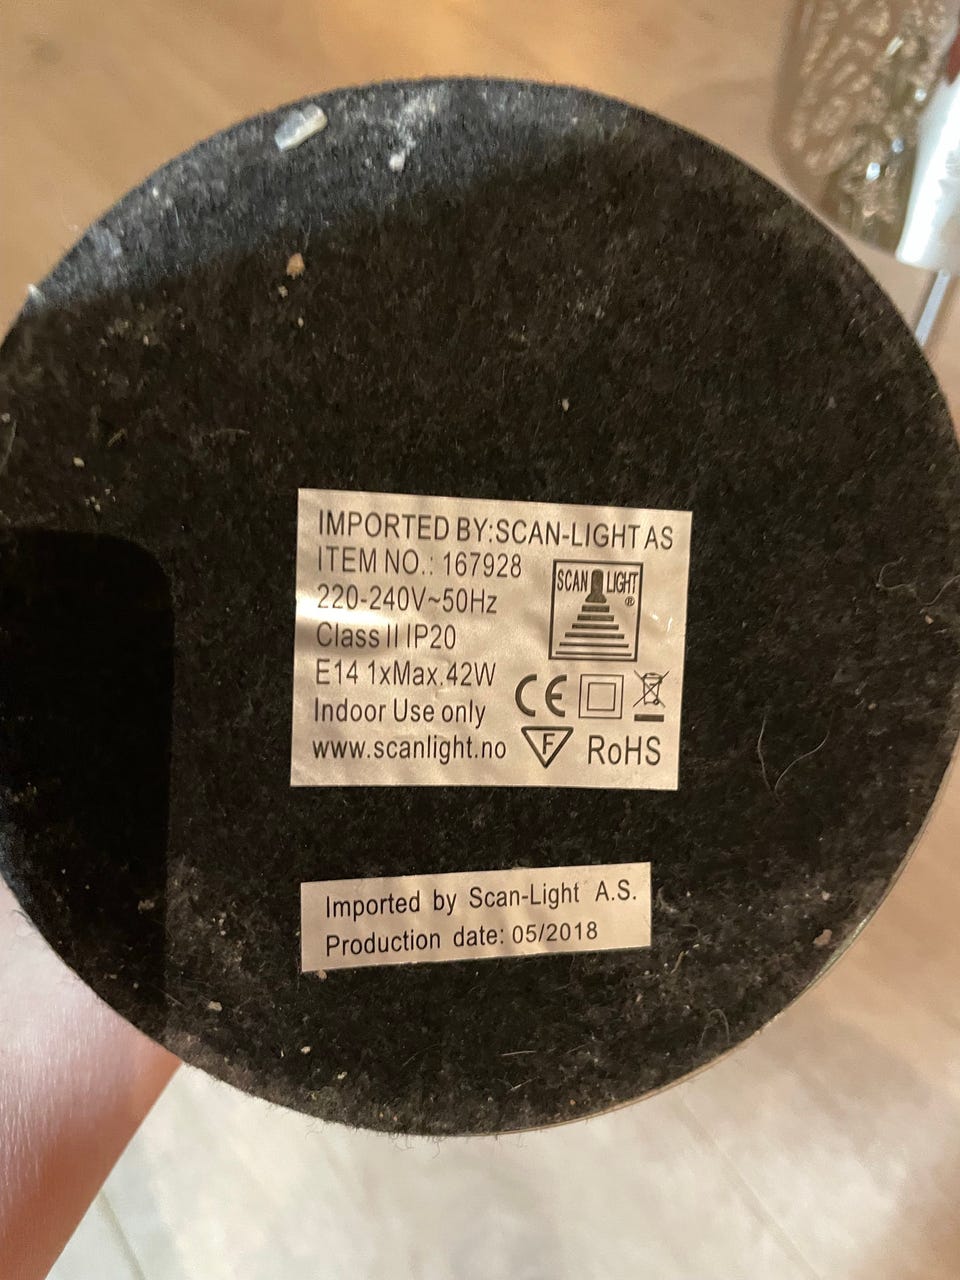 IMPORTED BY:SCAN-LIGHT AS
ITEM NO.: 167928
SCAN LIGHT
®
220-240V~50Hz
Class II IP20
E14 1xMax.42W
Indoor Use only
CE
www.scanlight.no
F
RoHS
Imported by Scan-Light A.S.
Production date: 05/2018